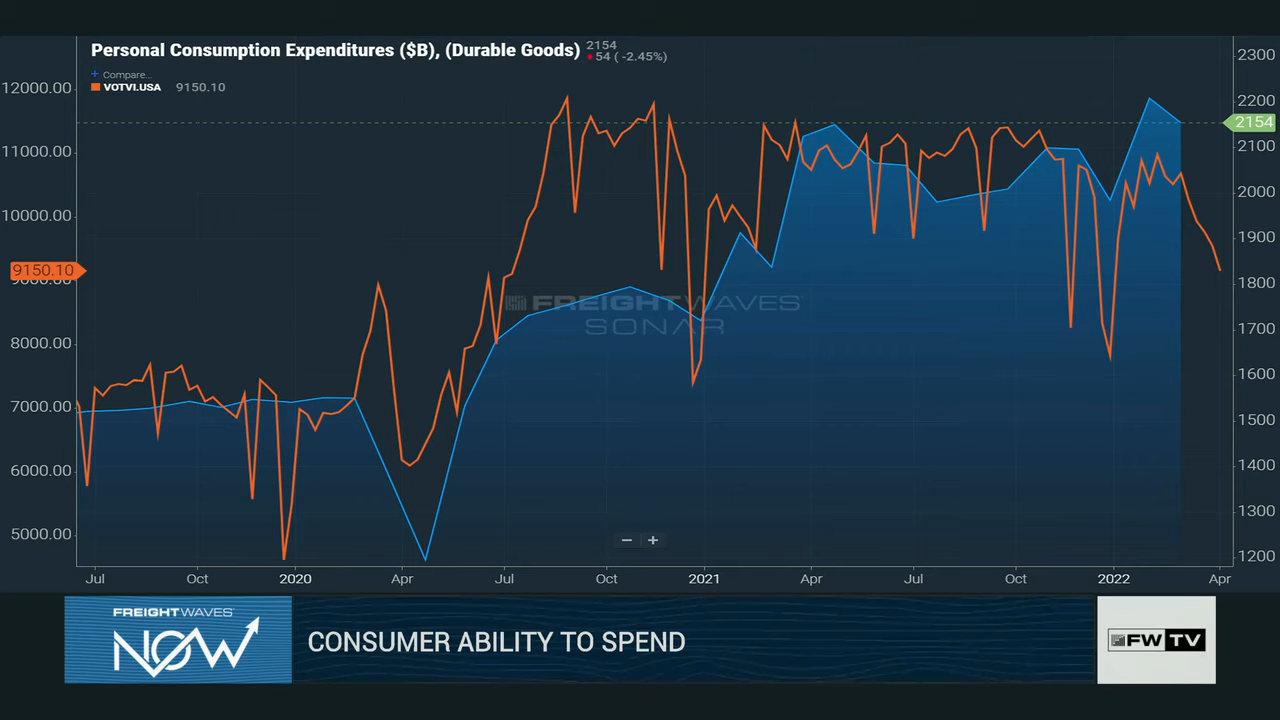 Personal Consumption Expenditures ($B), (Durable Goods) 2154
54 ( -2.45%)
+ Compare...
VOTVI.USA 9150.10
12000.00
11000.00
10000.00
9150.10
9000.00
8000.00
7000.00
6000.00
5000.00
2300
2200
2154
2100
2000
1900
1800
1700
1600
1500
1400
1300
1200
FREIGHTWAVES
SONAR
− +
Jul Oct 2020 Apr Jul Oct 2021 Apr Jul Oct 2022 Apr
FREIGHTWAVES
NOW
CONSUMER ABILITY TO SPEND
FW TV